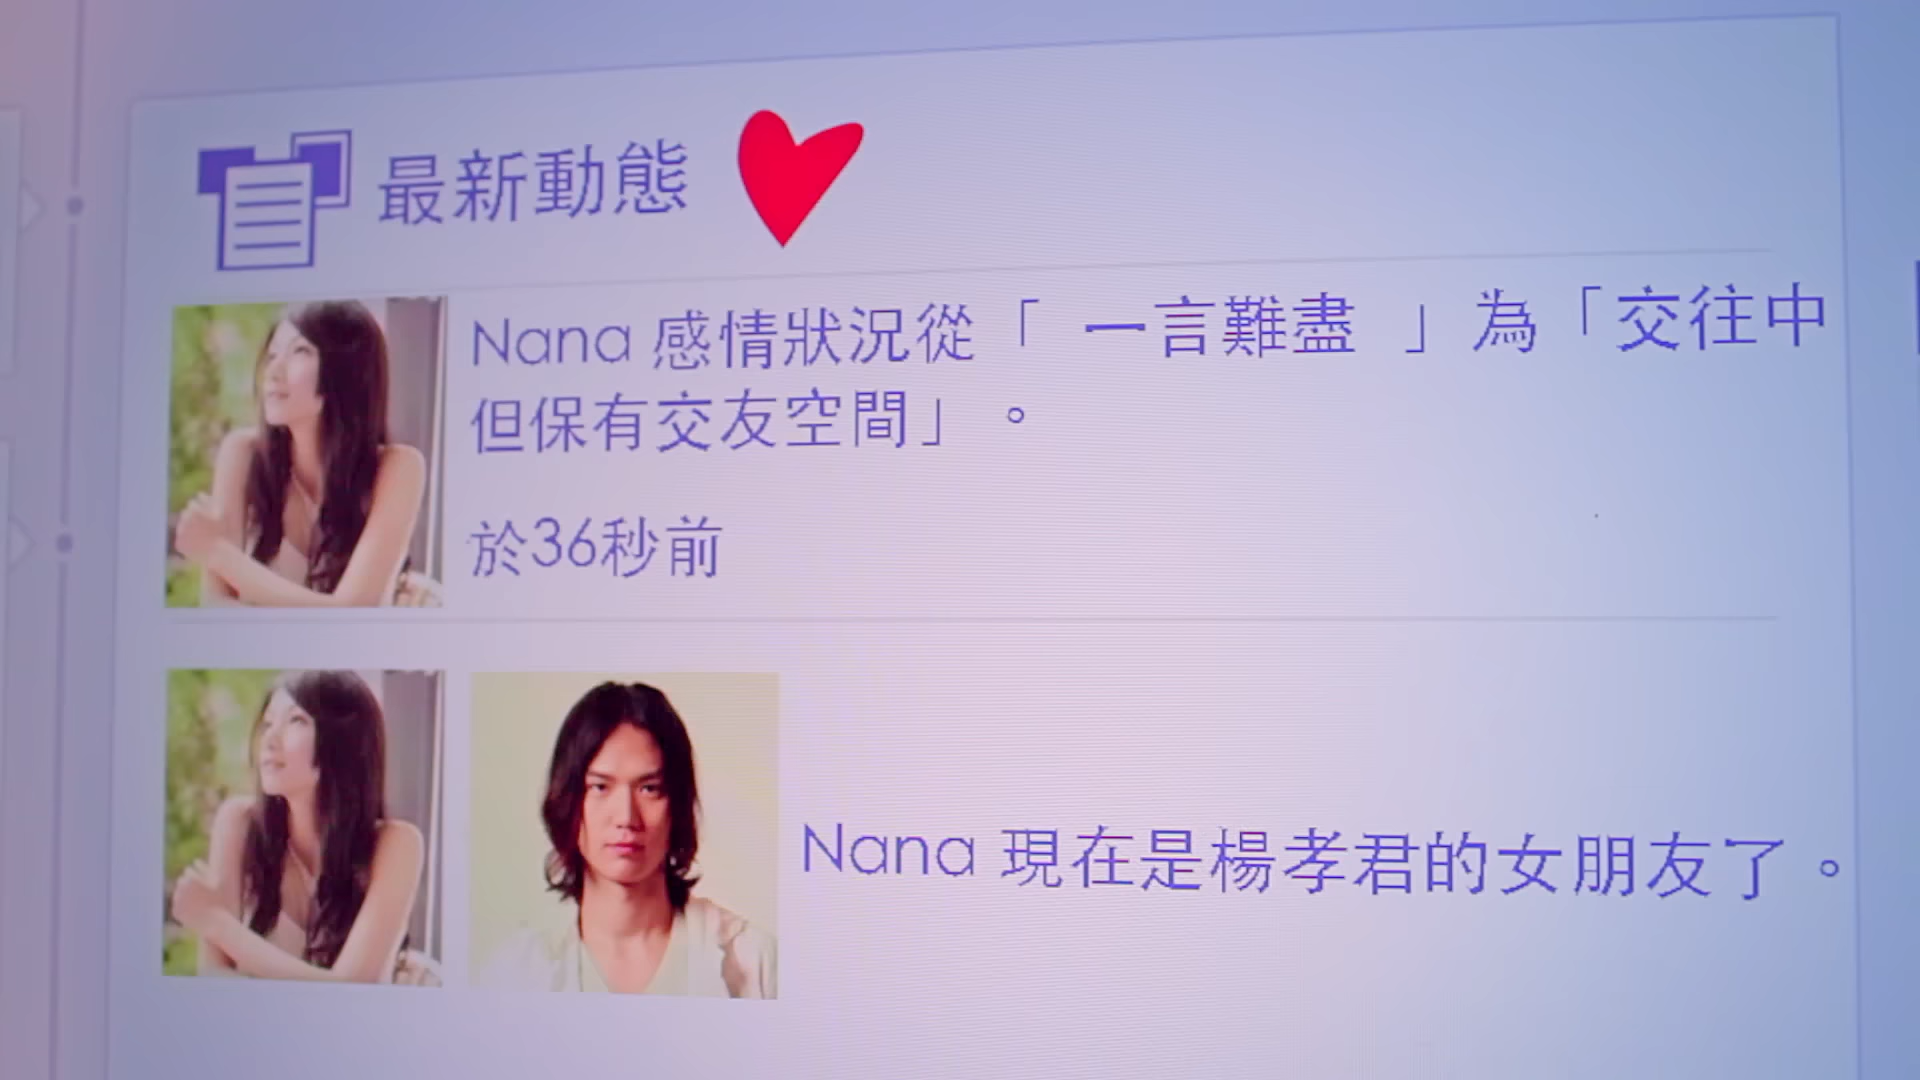 最新動態
Nana 感情狀況從「 一言難盡 」為「交往中
但保有交友空間」。
於36秒前
Nana 現在是楊孝君的女朋友了。